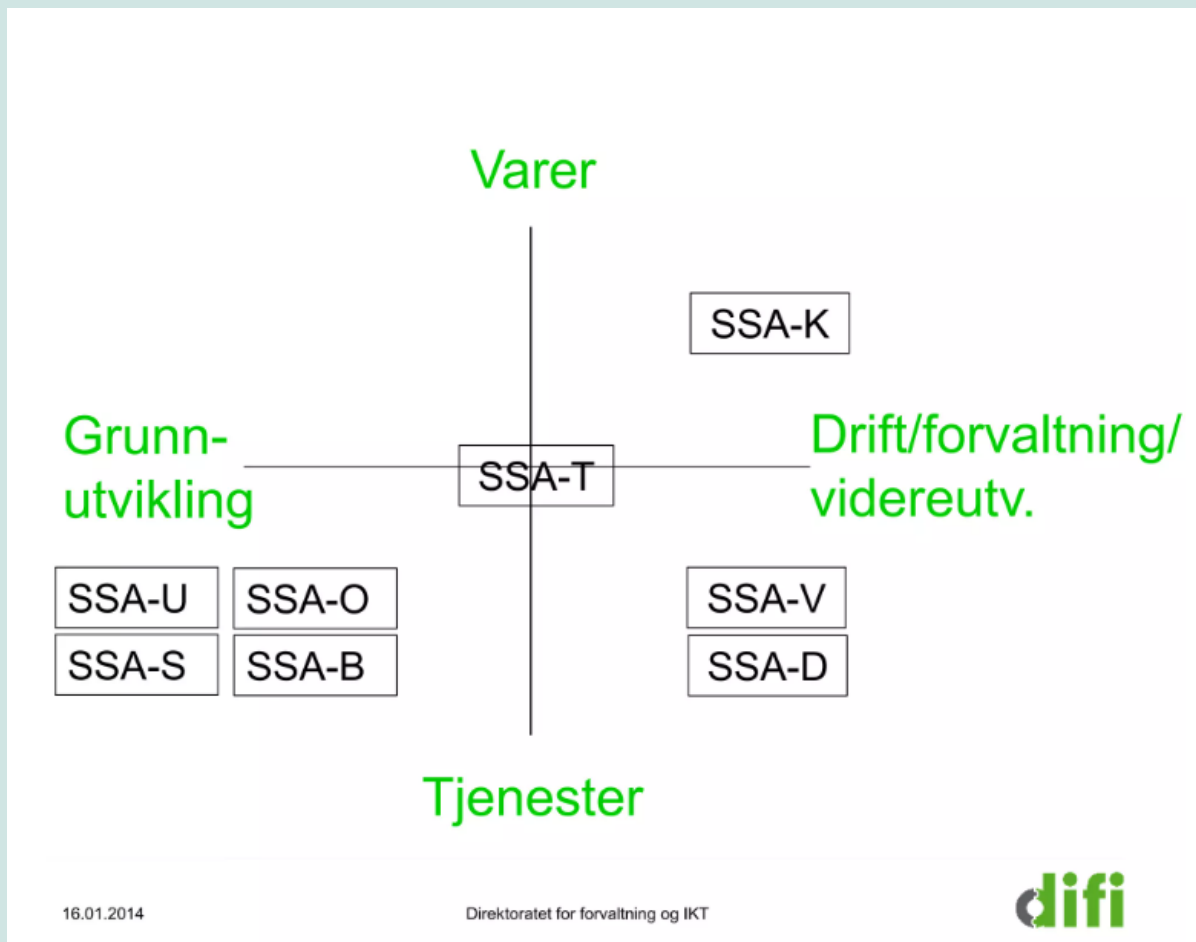 Varer
SSA-K
Grunn-
utvikling
SSA-T
Drift/forvaltning/
videreutv.
SSA-U
SSA-O
SSA-V
SSA-S
SSA-B
SSA-D
Tjenester
16.01.2014
Direktoratet for forvaltning og IKT
difi